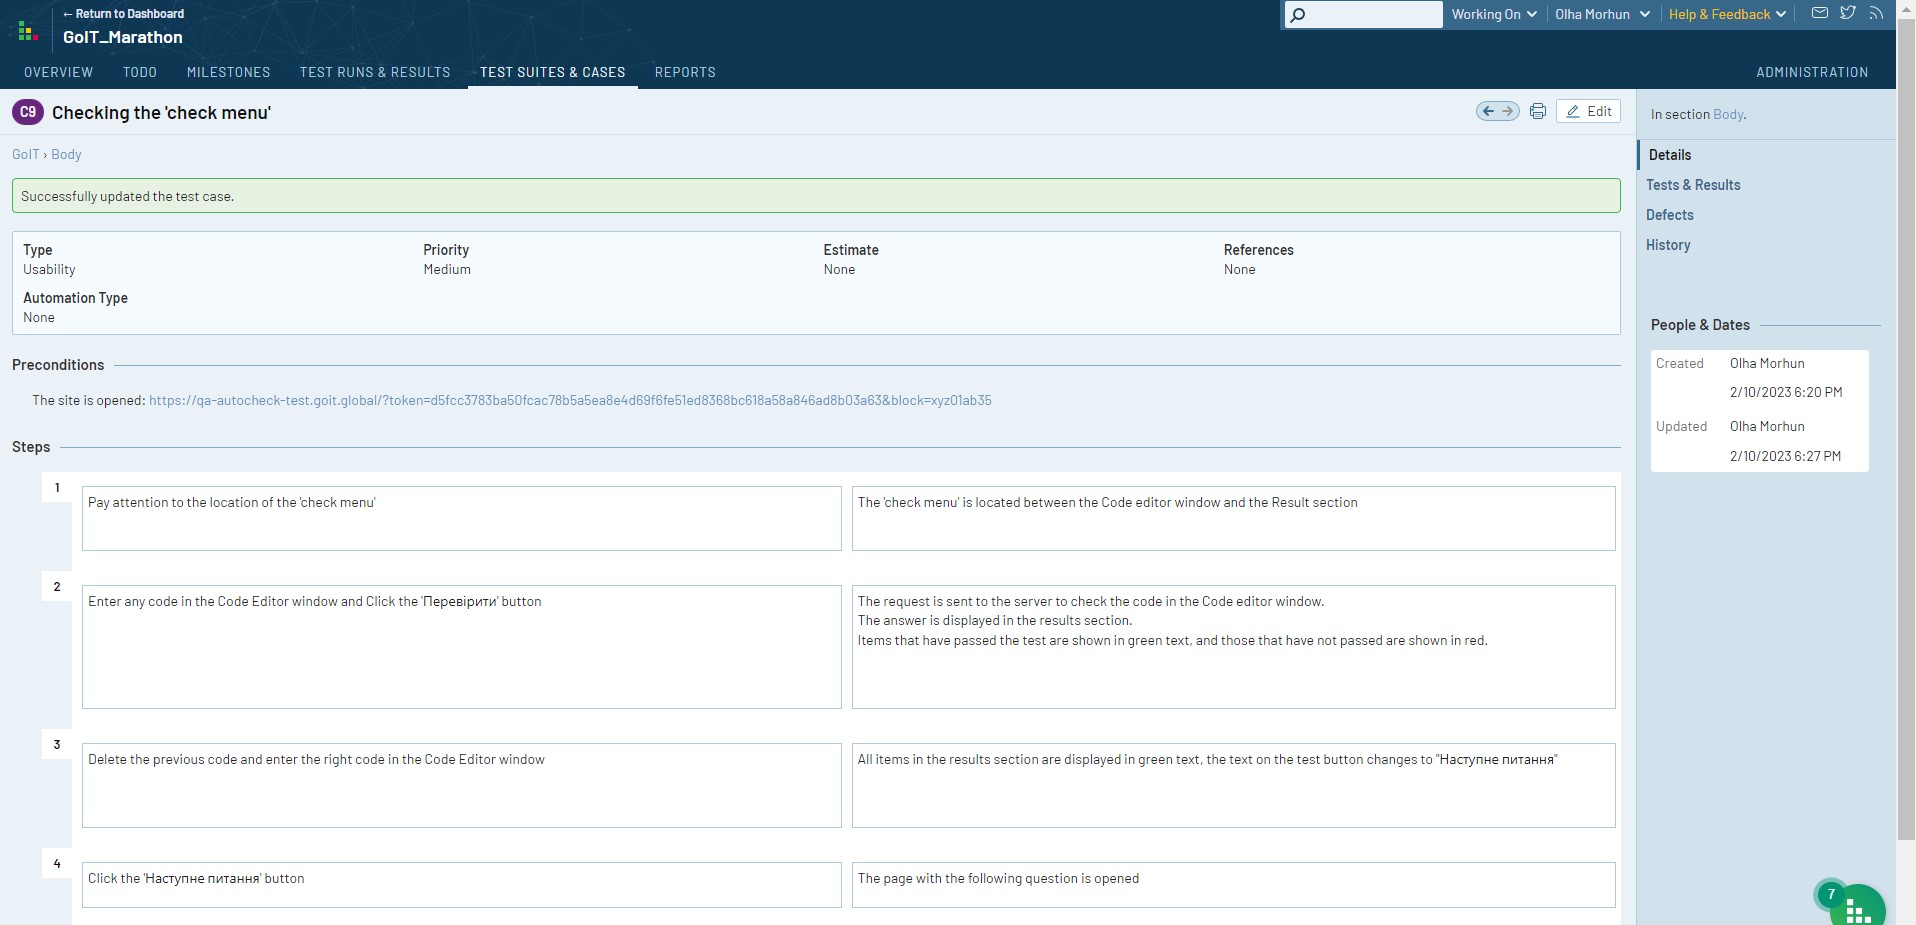 ← Return to Dashboard
GoIT_Marathon
Working On
Olha Morhun
Help & Feedback
OVERVIEW
TODO
MILESTONES
TEST RUNS & RESULTS
TEST SUITES & CASES
REPORTS
ADMINISTRATION
C9 Checking the 'check menu'
Edit
GoIT › Body
Successfully updated the test case.
Type
Usability
Priority
Medium
Estimate
None
References
None
Automation Type
None
Preconditions
The site is opened: https://qa-autocheck-test.goit.global/?token=d5fcc3783ba50fcac78b5a5ea8e4d69f6fe51ed8368bc618a58a846ad8b03a63&block=xyz01ab35
Steps
1
Pay attention to the location of the 'check menu'
The 'check menu' is located between the Code editor window and the Result section
2
Enter any code in the Code Editor window and Click the 'Перевірити' button
The request is sent to the server to check the code in the Code editor window.
The answer is displayed in the results section.
Items that have passed the test are shown in green text, and those that have not passed are shown in red.
3
Delete the previous code and enter the right code in the Code Editor window
All items in the results section are displayed in green text, the text on the test button changes to "Наступне питання"
4
Click the 'Наступне питання' button
The page with the following question is opened
In section Body.
Details
Tests & Results
Defects
History
People & Dates
Created
Olha Morhun
2/10/2023 6:20 PM
Updated
Olha Morhun
2/10/2023 6:27 PM
7